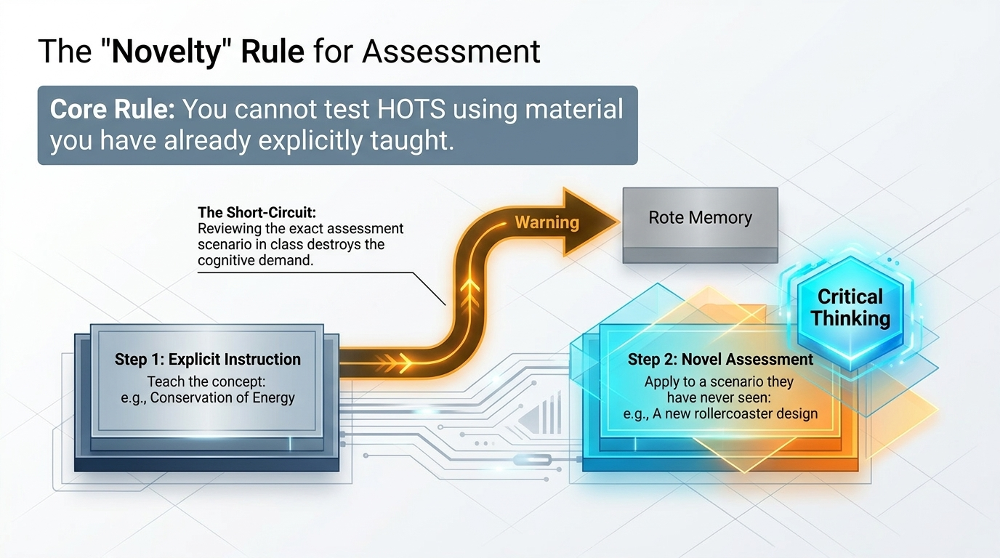 The "Novelty" Rule for Assessment
Core Rule: You cannot test HOTS using material
you have already explicitly taught.
The Short-Circuit:
Reviewing the exact assessment
scenario in class destroys the
cognitive demand.
Warning
Rote Memory
Critical
Thinking
Step 1: Explicit Instruction
Teach the concept:
e.g., Conservation of Energy
Step 2: Novel Assessment
Apply to a scenario they
have never seen:
e.g., A new rollercoaster design